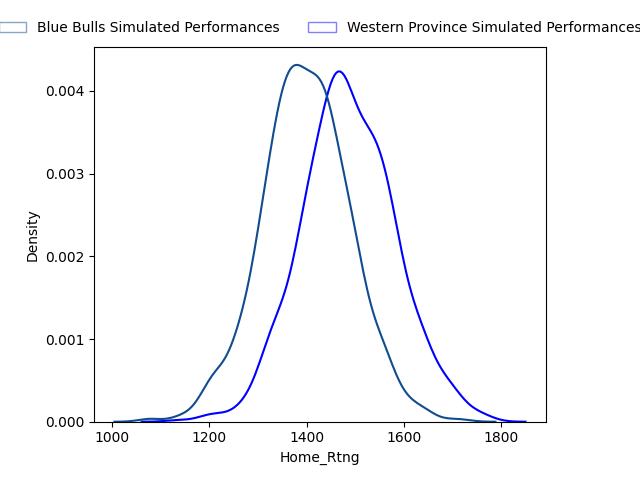 Blue Bulls Simulated Performances Western Province Simulated Performances
0.004
0.003
0.002
0.001
0.000
Density
1000 1200 1400 1600 1800
Home_Rtng